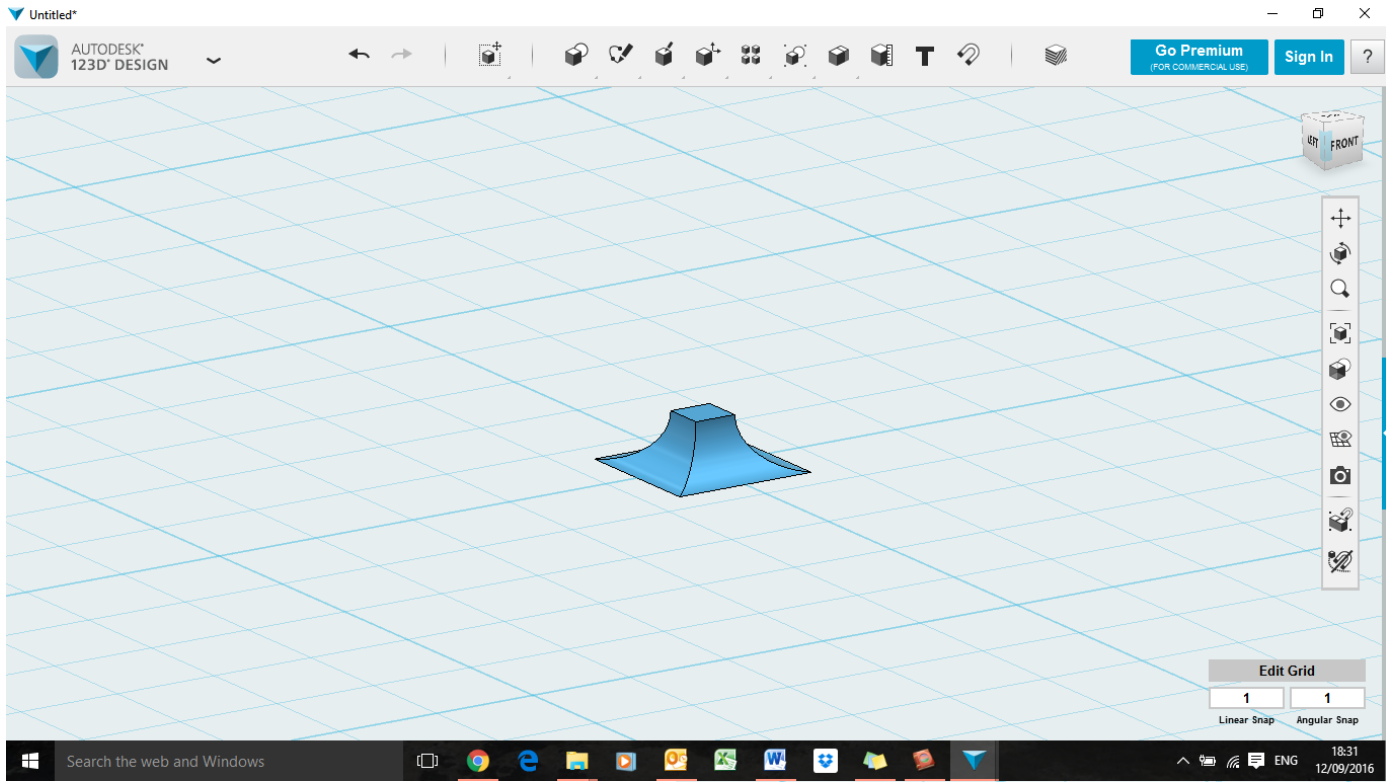 Untitled*
AUTODESK®
123D® DESIGN
Go Premium
(FOR COMMERCIAL USE)
Sign In
?
LEFT
FRONT
Edit Grid
1
1
Linear Snap
Angular Snap
Search the web and Windows
ENG
18:31
12/09/2016